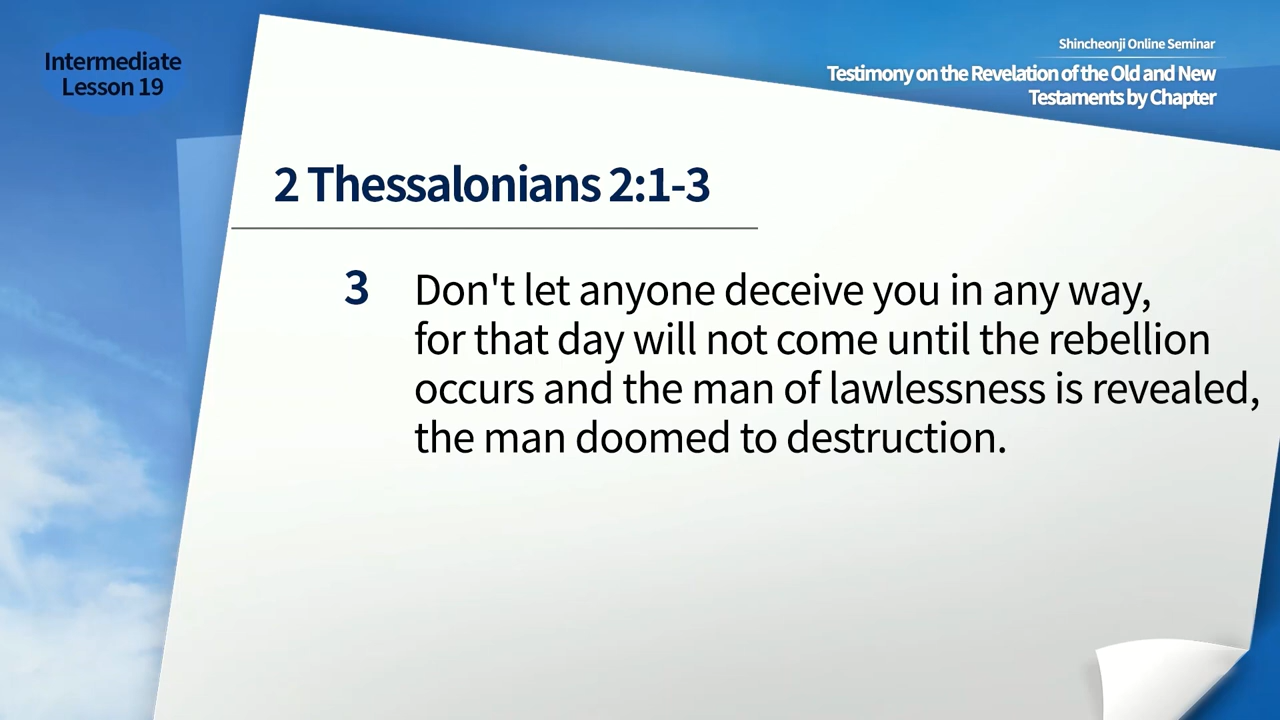 Intermediate
Lesson 19
Shincheonji Online Seminar
Testimony on the Revelation of the Old and New
Testaments by Chapter
2 Thessalonians 2:1-3
3 Don't let anyone deceive you in any way,
for that day will not come until the rebellion
occurs and the man of lawlessness is revealed,
the man doomed to destruction.